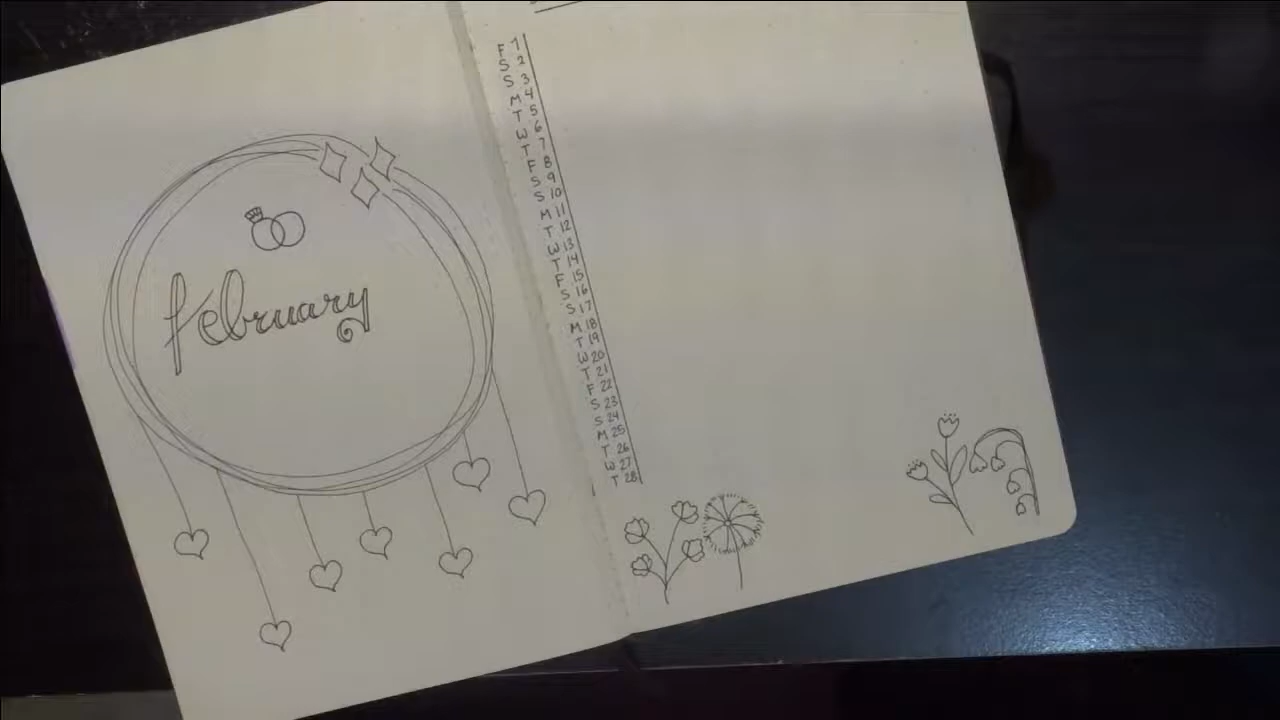 february
F 1
S 2
S 3
M 4
T 5
W 6
T 7
F 8
S 9
S 10
M 11
T 12
W 13
T 14
F 15
S 16
S 17
M 18
T 19
W 20
T 21
F 22
S 23
S 24
M 25
T 26
W 27
T 28